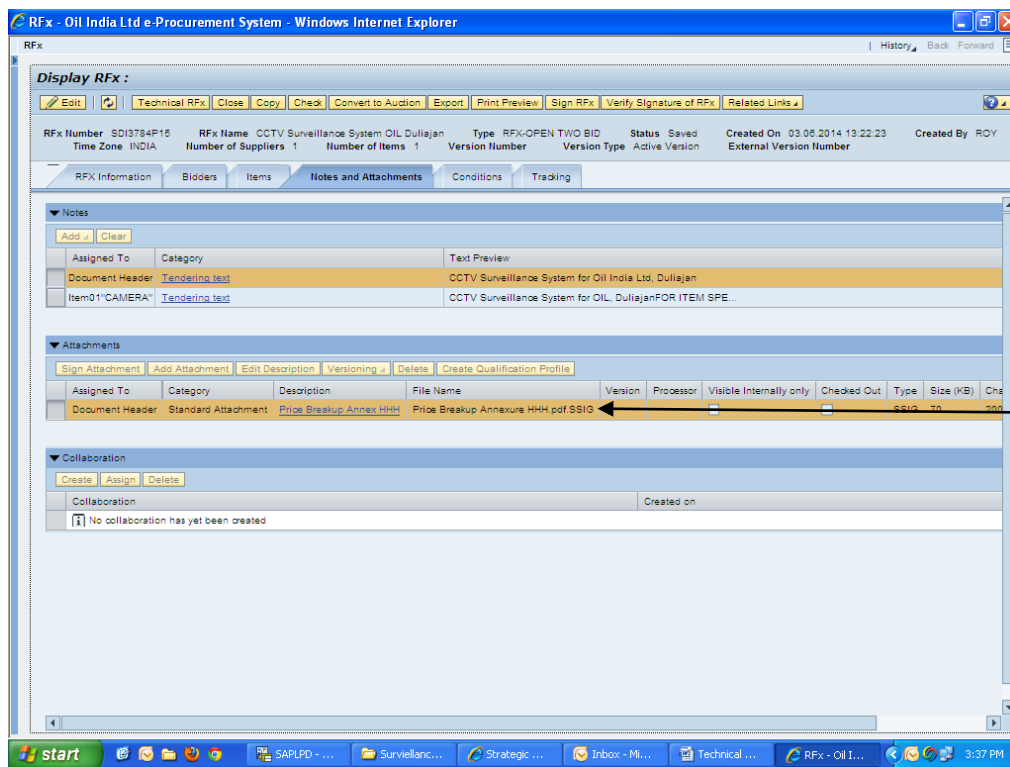 RFx - Oil India Ltd e-Procurement System - Windows Internet Explorer
RFx | History Back Forward
Display RFx :
Edit Technical RFx Close Copy Check Convert to Auction Export Print Preview Sign RFx Verify Signature of RFx Related Links
RFx Number SDI3784P15 RFx Name CCTV Surveillance System OIL Duliajan Type RFX-OPEN TWO BID Status Saved Created On 03.06.2014 13:22:23 Created By ROY
Time Zone INDIA Number of Suppliers 1 Number of Items 1 Version Number Version Type Active Version External Version Number
RFX Information Bidders Items Notes and Attachments Conditions Tracking
Notes
Add Clear
Assigned To Category Text Preview
Document Header Tendering text CCTV Surveillance System for Oil India Ltd, Duliajan
Item01"CAMERA" Tendering text CCTV Surveillance System for OIL, DuliajanFOR ITEM SPE...
Attachments
Sign Attachment Add Attachment Edit Description Versioning Delete Create Qualification Profile
Assigned To Category Description File Name Version Processor Visible Internally only Checked Out Type Size (KB) Cha
Document Header Standard Attachment Price Breakup Annex HHH Price Breakup Annexure HHH.pdf.SSIG SSIG 70 200
Collaboration
Create Assign Delete
Collaboration Created on
No collaboration has yet been created
start SAPLPD - ... Surviellanc... Strategic ... Inbox - Mi... Technical ... RFx - Oil I... 3:37 PM